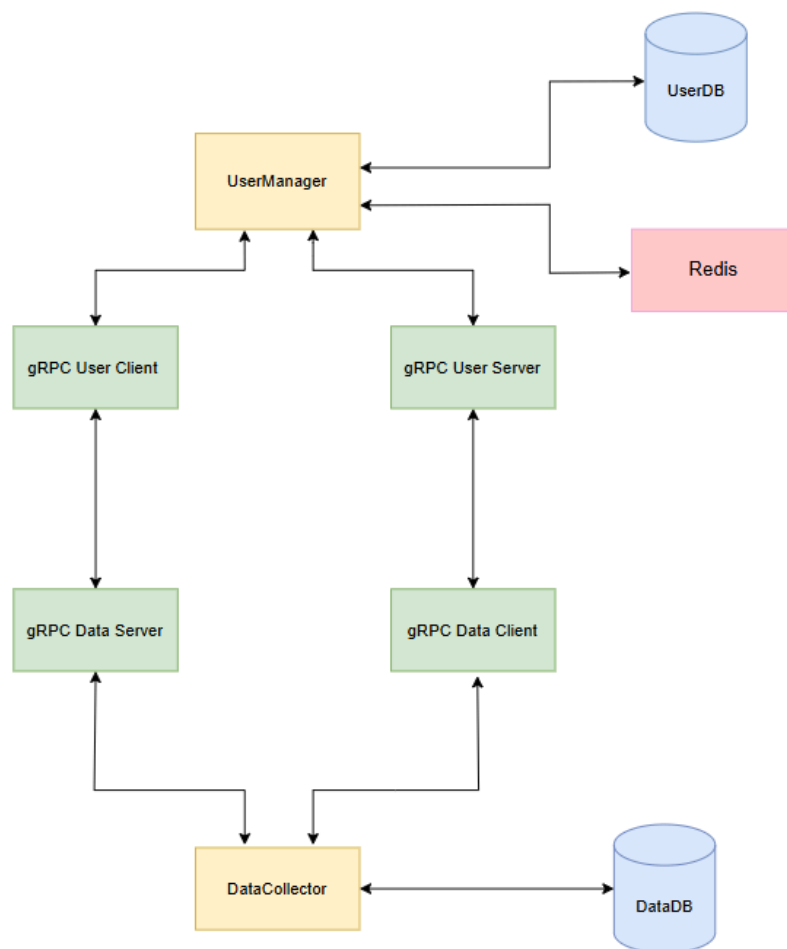 UserDB
UserManager
Redis
gRPC User Client
gRPC User Server
gRPC Data Server
gRPC Data Client
DataCollector
DataDB